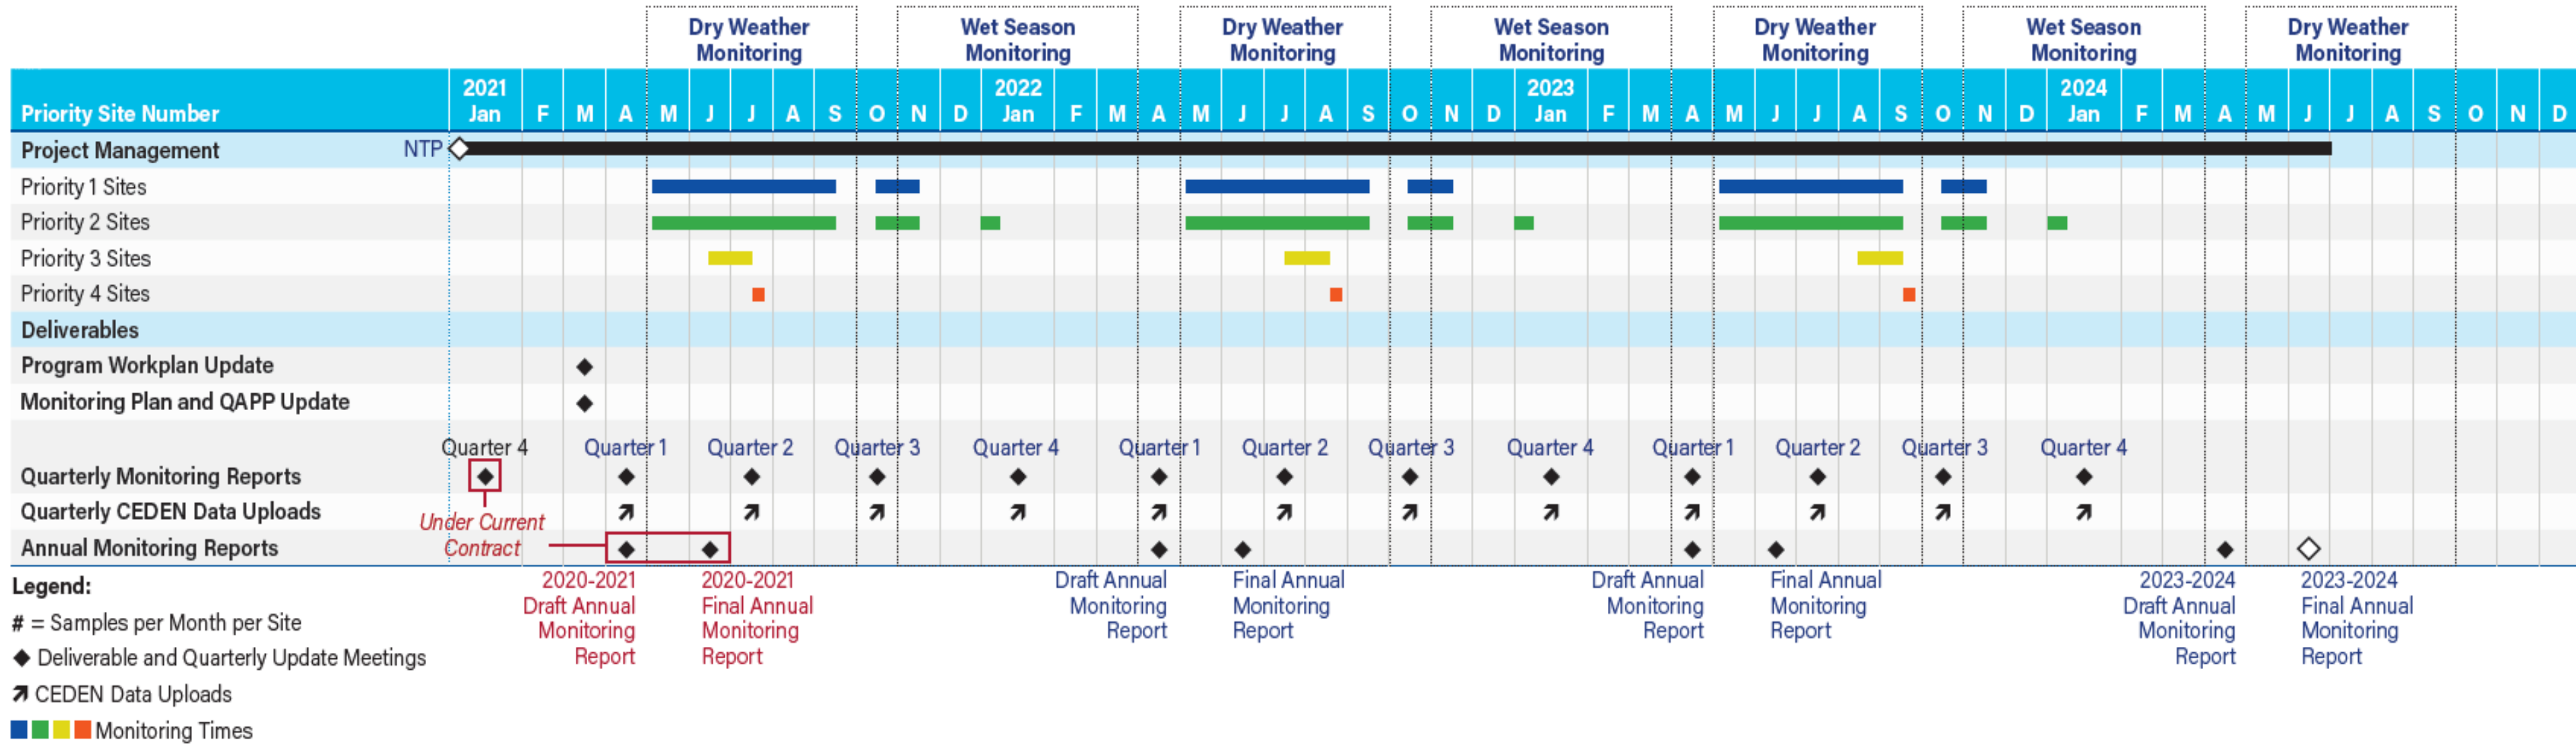 Dry Weather Monitoring
Wet Season Monitoring
Dry Weather Monitoring
Wet Season Monitoring
Dry Weather Monitoring
Wet Season Monitoring
Dry Weather Monitoring
2021 2022 2023 2024
Priority Site Number Jan F M A M J J A S O N D Jan F M A M J J A S O N D Jan F M A M J J A S O N D Jan F M A M J J A S O N D
Project Management NTP
Priority 1 Sites
Priority 2 Sites
Priority 3 Sites
Priority 4 Sites
Deliverables
Program Workplan Update
Monitoring Plan and QAPP Update
Quarter 4 Quarter 1 Quarter 2 Quarter 3 Quarter 4 Quarter 1 Quarter 2 Quarter 3 Quarter 4 Quarter 1 Quarter 2 Quarter 3 Quarter 4
Quarterly Monitoring Reports
Quarterly CEDEN Data Uploads
Under Current
Contract
Annual Monitoring Reports
2020-2021
Draft Annual
Monitoring
Report
2020-2021
Final Annual
Monitoring
Report
Draft Annual
Monitoring
Report
Final Annual
Monitoring
Report
Draft Annual
Monitoring
Report
Final Annual
Monitoring
Report
2023-2024
Draft Annual
Monitoring
Report
2023-2024
Final Annual
Monitoring
Report
Legend:
# = Samples per Month per Site
Deliverable and Quarterly Update Meetings
CEDEN Data Uploads
Monitoring Times